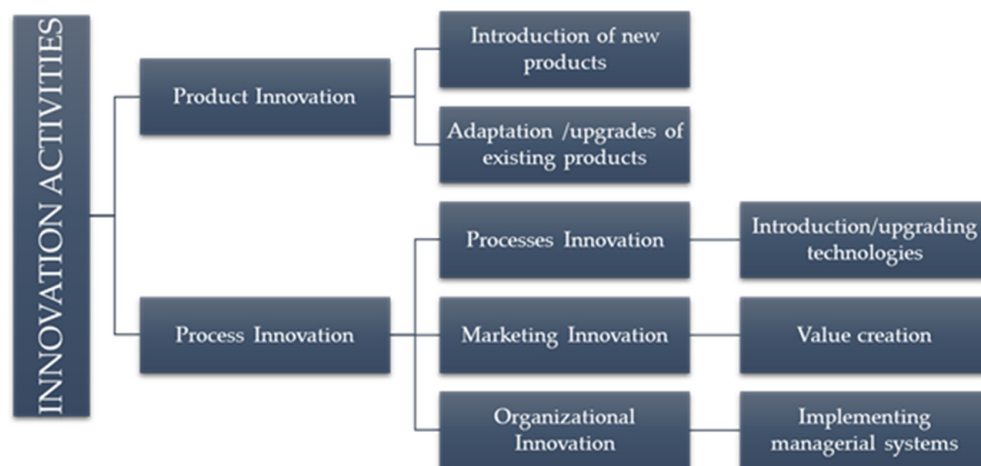 INNOVATION ACTIVITIES
Product Innovation
Introduction of new
products
Adaptation /upgrades of
existing products
Process Innovation
Processes Innovation
Introduction/upgrading
technologies
Marketing Innovation
Value creation
Organizational
Innovation
Implementing
managerial systems